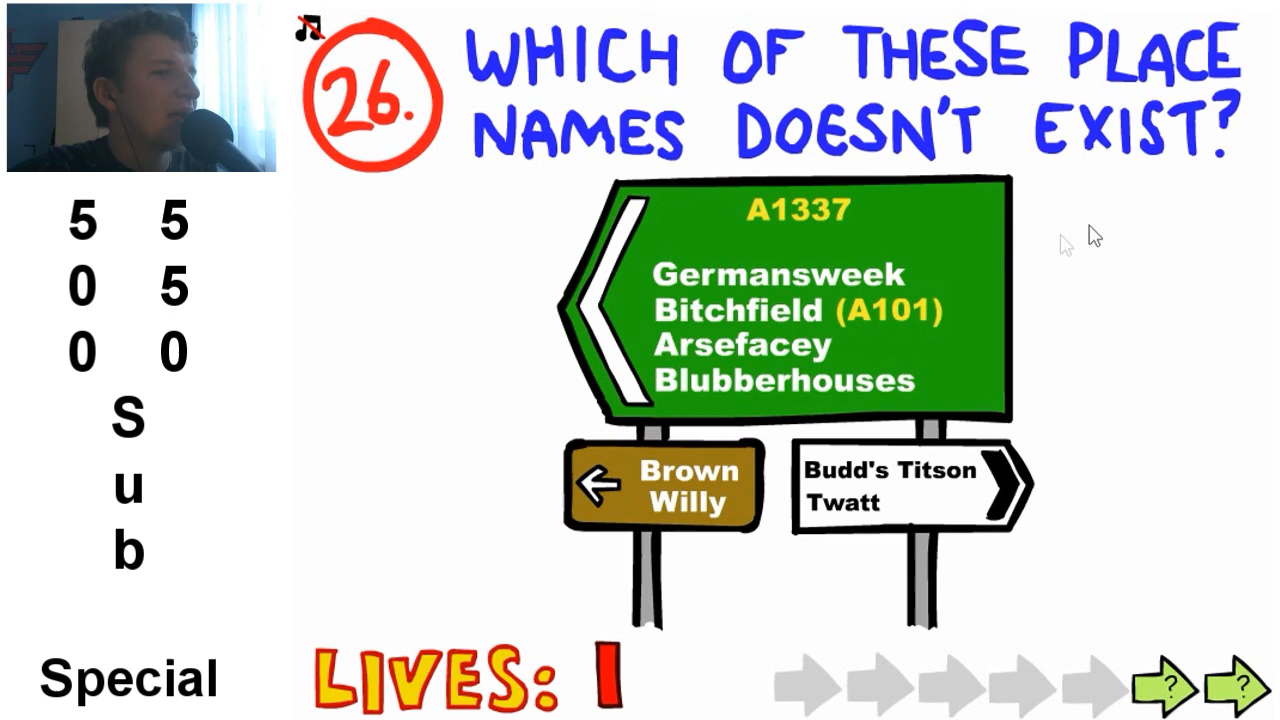 26.
WHICH OF THESE PLACE
NAMES DOESN'T EXIST?
5 5
0 5
0 0
S
u
b
Special
A1337
Germansweek
Bitchfield (A101)
Arsefacey
Blubberhouses
Brown
Willy
Budd's Titson
Twatt
LIVES: 1
? ?